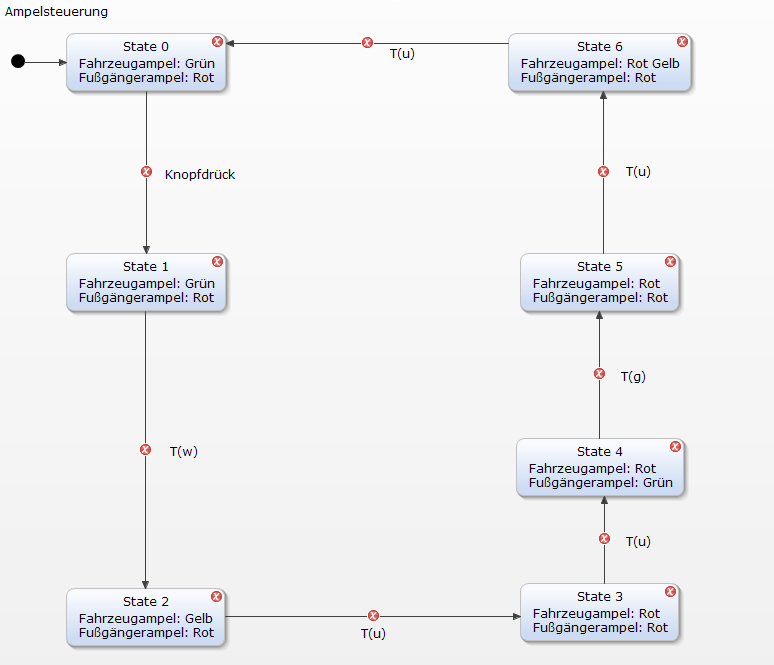 Ampelsteuerung
State 0
Fahrzeugampel: Grün
Fußgängerampel: Rot
T(u)
State 6
Fahrzeugampel: Rot Gelb
Fußgängerampel: Rot
Knopfdrück
T(u)
State 1
Fahrzeugampel: Grün
Fußgängerampel: Rot
State 5
Fahrzeugampel: Rot
Fußgängerampel: Rot
T(g)
T(w)
State 4
Fahrzeugampel: Rot
Fußgängerampel: Grün
T(u)
State 2
Fahrzeugampel: Gelb
Fußgängerampel: Rot
T(u)
State 3
Fahrzeugampel: Rot
Fußgängerampel: Rot